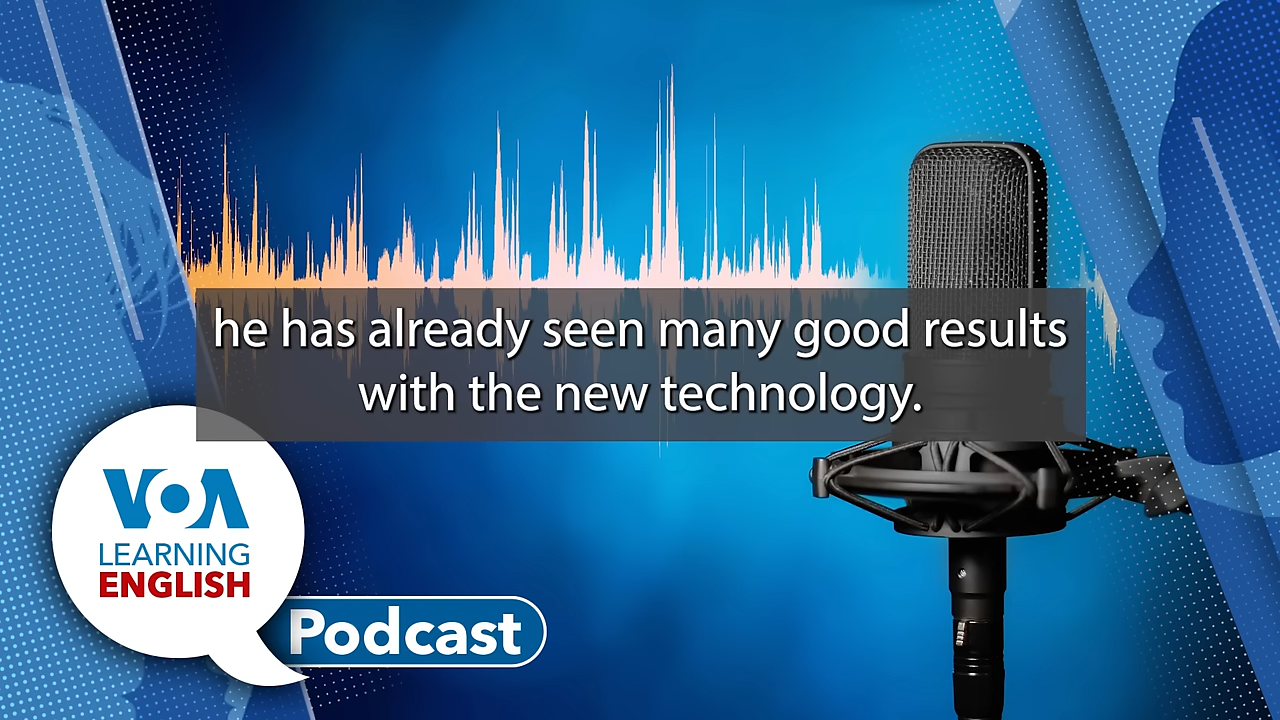 he has already seen many good results
with the new technology.
VOA
LEARNING
ENGLISH
Podcast